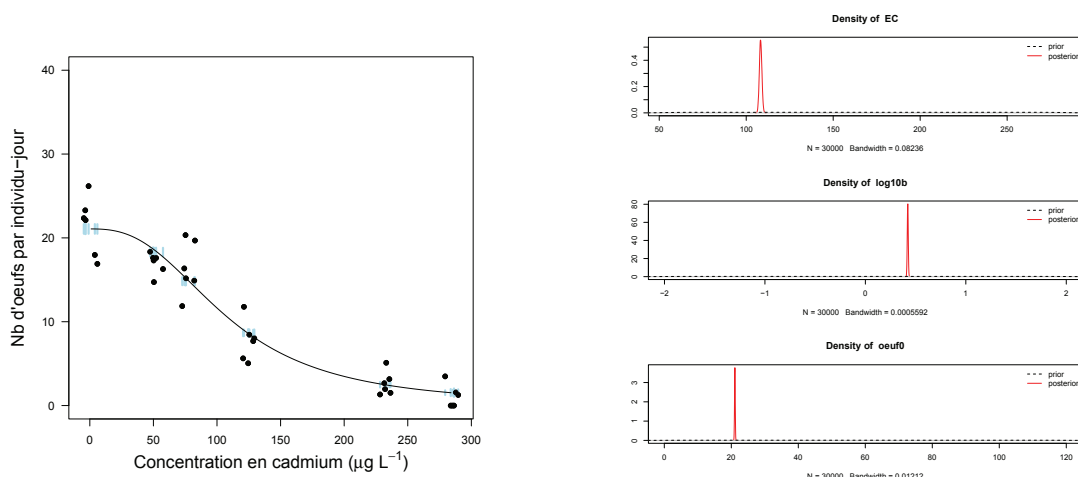 Nb d'oeufs par individu−jour
40
30
20
10
0
0 50 100 150 200 250 300
Concentration en cadmium (μg L⁻¹)
Density of EC
0.4
0.2
0.0
prior
posterior
50 100 150 200 250
N = 30000 Bandwidth = 0.08236
Density of log10b
80
60
40
20
0
prior
posterior
−2 −1 0 1 2
N = 30000 Bandwidth = 0.0005592
Density of oeuf0
3
2
1
0
prior
posterior
0 20 40 60 80 100 120
N = 30000 Bandwidth = 0.01212